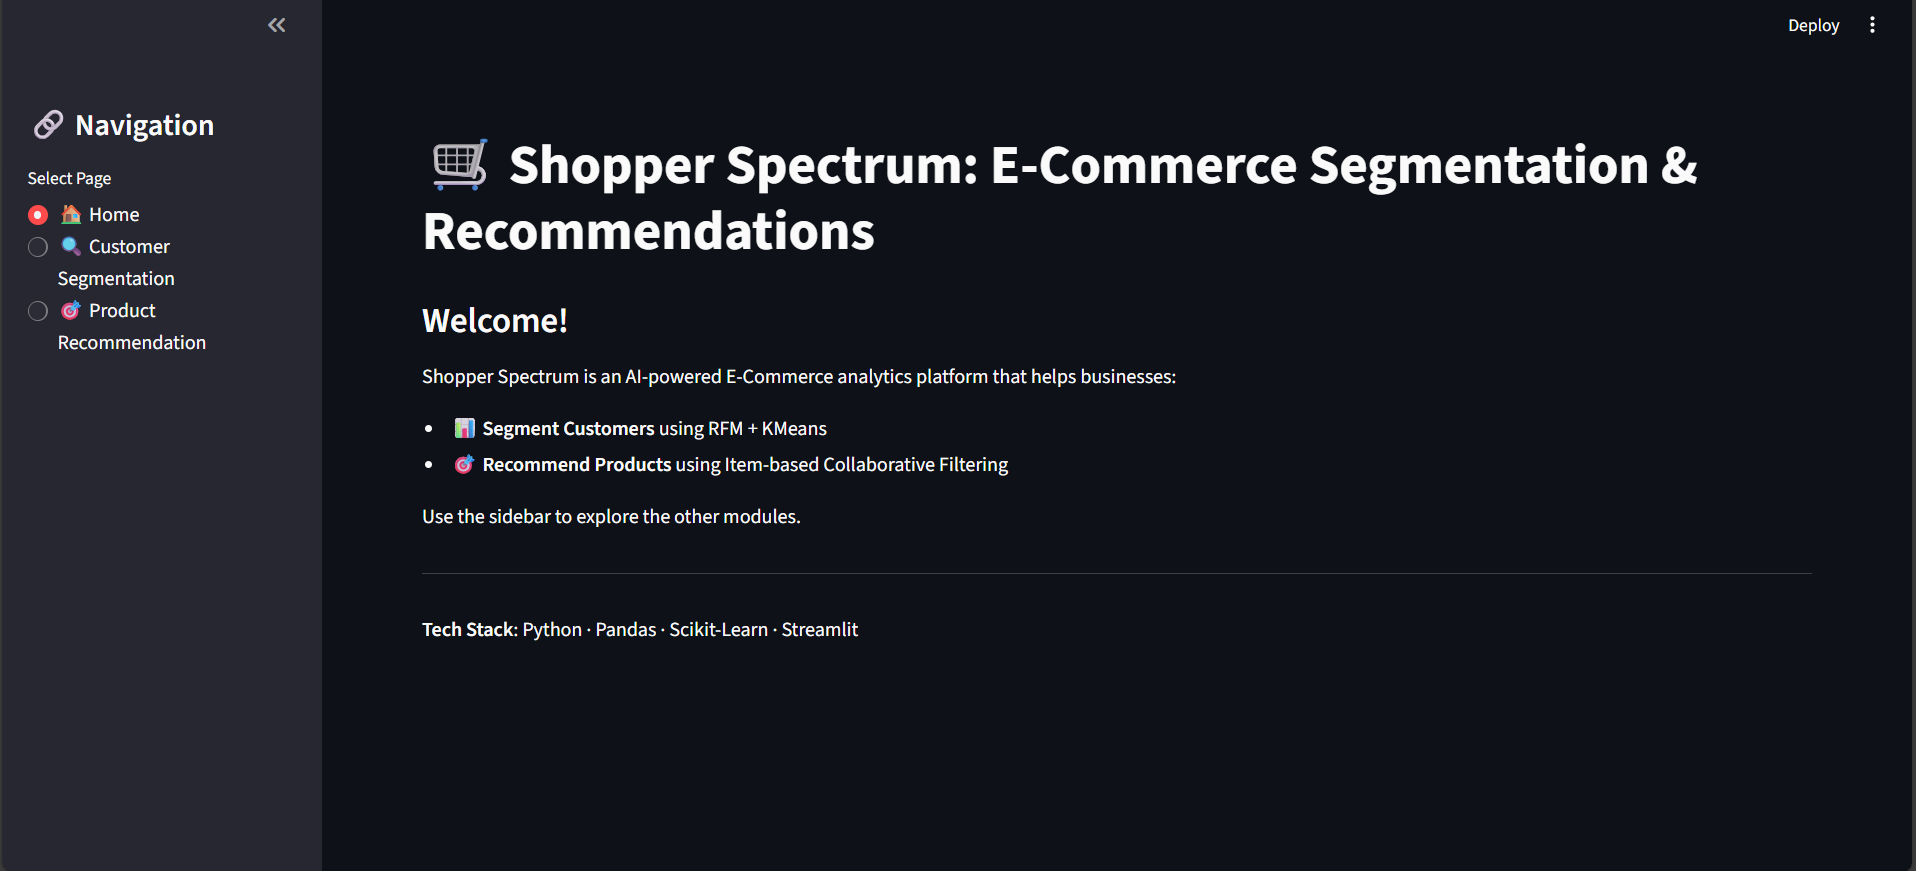 Deploy
🔗 Navigation
Select Page
🏠 Home
🔍 Customer
Segmentation
🎯 Product
Recommendation
🛒 Shopper Spectrum: E-Commerce Segmentation &
Recommendations
Welcome!
Shopper Spectrum is an AI-powered E-Commerce analytics platform that helps businesses:
• 📊 Segment Customers using RFM + KMeans
• 🎯 Recommend Products using Item-based Collaborative Filtering
Use the sidebar to explore the other modules.
Tech Stack: Python · Pandas · Scikit-Learn · Streamlit